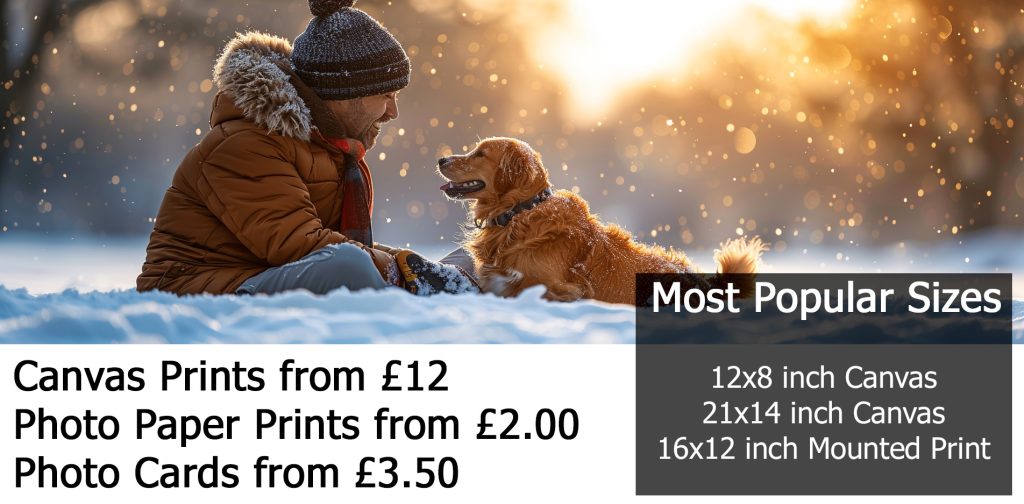 Canvas Prints from £12
Photo Paper Prints from £2.00
Photo Cards from £3.50
Most Popular Sizes
12x8 inch Canvas
21x14 inch Canvas
16x12 inch Mounted Print